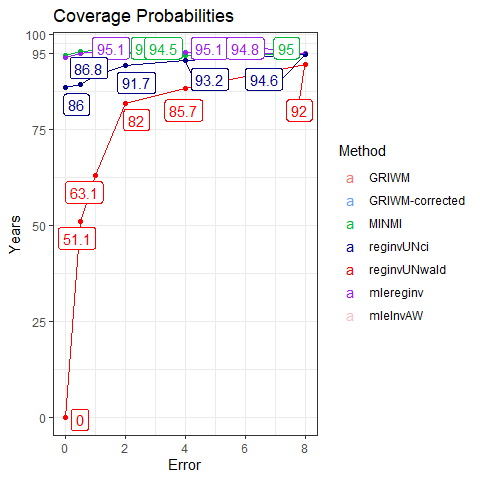 Coverage Probabilities
100
95
75
50
25
0
Years
95.1
94.5
95.1
94.8
95
86.8
86
91.7
93.2
94.6
82
85.7
92
63.1
51.1
0
0
2
4
6
8
Error
Method
a GRIWM
a GRIWM-corrected
a MINMI
a reginvUNci
a reginvUNwald
a mlereginv
a mleInvAW